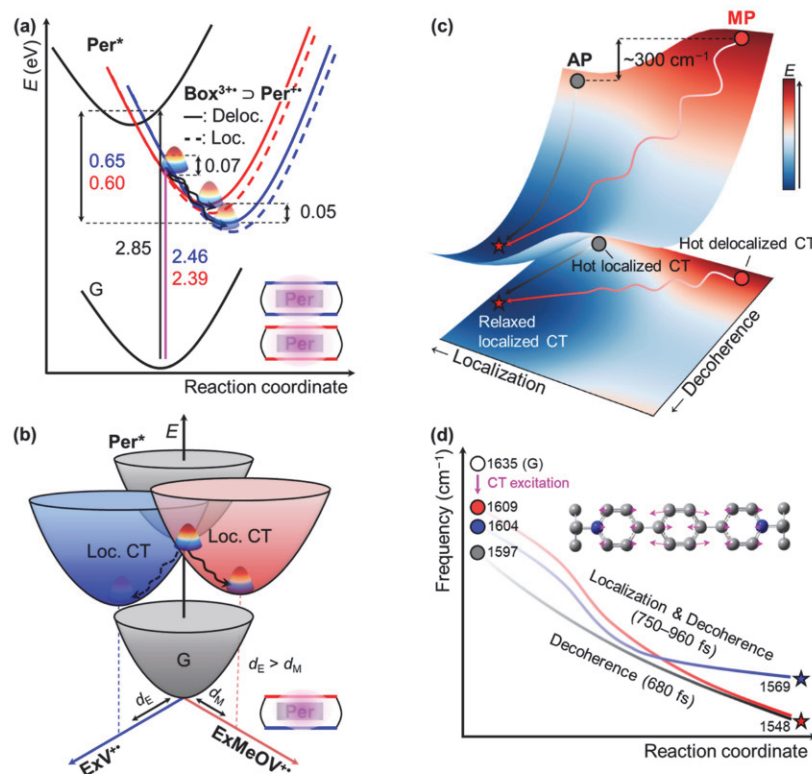 (a)
E (eV)
Per*
Box³⁺• ⊃ Per⁺•
—: Deloc.
- - -: Loc.
0.65
0.60
0.07
0.05
2.85
2.46
2.39
G
Per
Per
Reaction coordinate
(b)
Per*
E
Loc. CT
Loc. CT
G
d_E > d_M
d_E
d_M
Per
ExV⁺•
ExMeOV⁺•
(c)
MP
AP
~300 cm⁻¹
E
Hot delocalized CT
Hot localized CT
Relaxed
localized CT
← Localization
← Decoherence
(d)
Frequency (cm⁻¹)
1635 (G)
CT excitation
1609
1604
1597
Localization & Decoherence
(750–960 fs)
Decoherence (680 fs)
1569
1548
Reaction coordinate